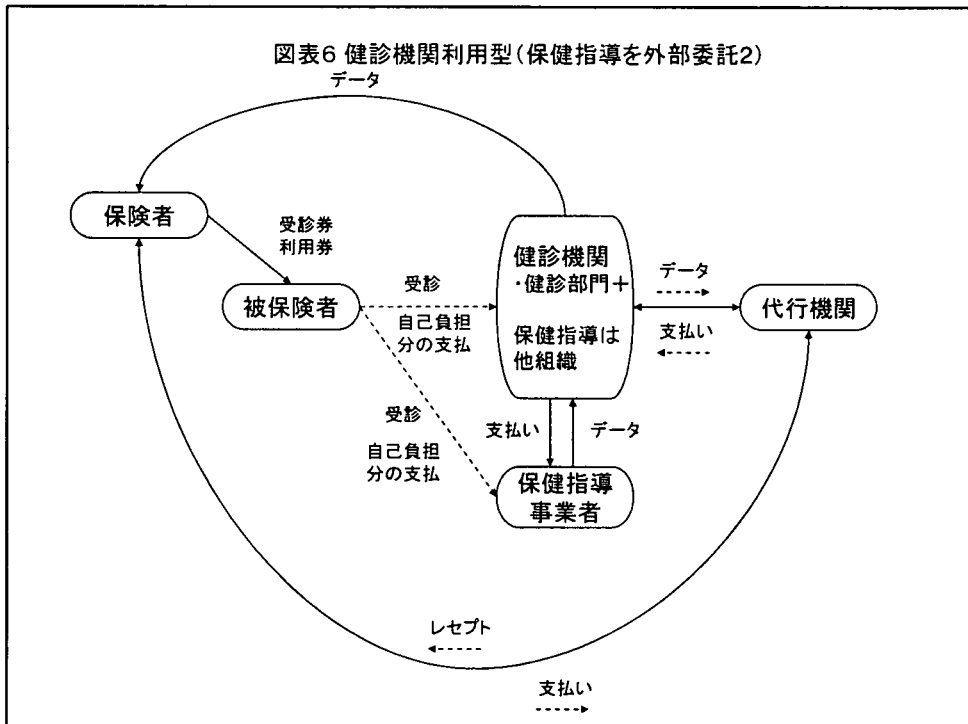 図表6 健診機関利用型(保健指導を外部委託2)
データ
保険者
受診券
利用券
被保険者
受診
自己負担
分の支払
健診機関
・健診部門+
保健指導は
他組織
データ
支払い
代行機関
受診
自己負担
分の支払
支払い
データ
保健指導
事業者
レセプト
支払い